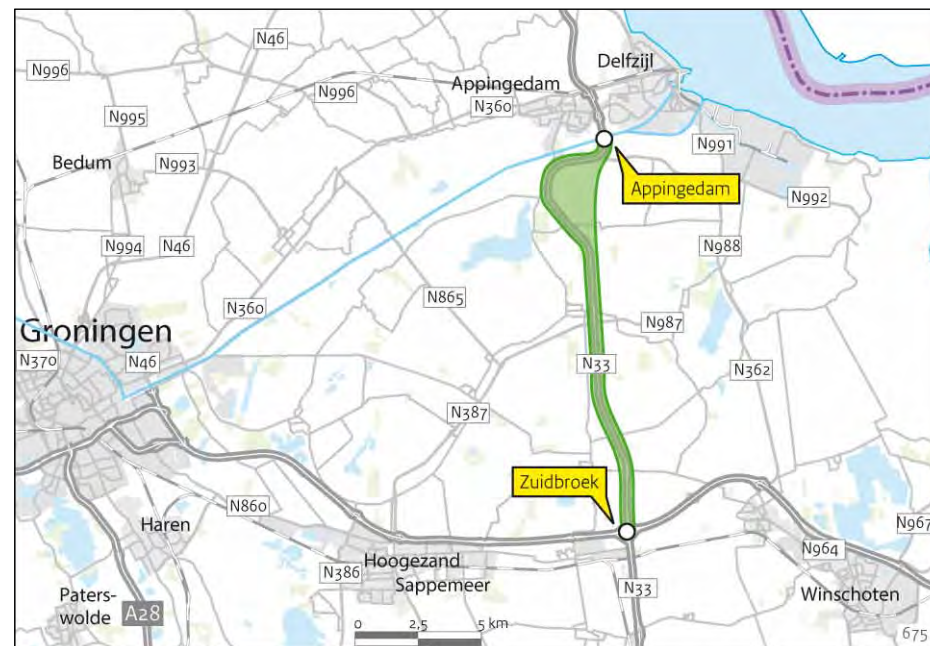 N46
N996
Delfzijl
Appingedam
N996
N360
N995
N991
Bedum
N993
Appingedam
N992
N994
N46
N988
N360
N865
Groningen
N987
N370
N46
N33
N362
N387
Zuidbroek
N860
Haren
N967
Hoogezand
N964
N386
Sappemeer
N33
Winschoten
Paters-
wolde
A28
0 2,5 5 km
675